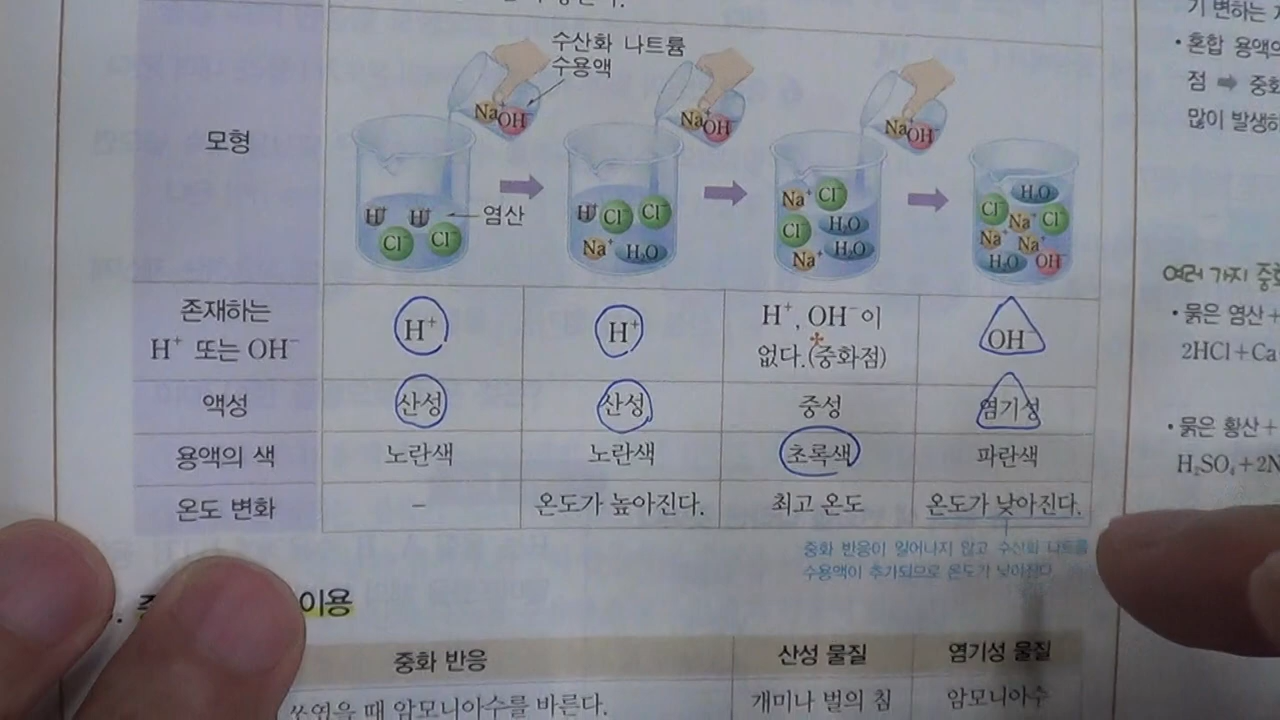 수산화 나트륨
수용액
모형
Na⁺ OH⁻
Na⁺ OH⁻
Na⁺ OH⁻
H⁺ H⁺ 염산
Cl⁻ Cl⁻
H⁺ Cl⁻ Cl⁻
Na⁺ H₂O
Na⁺ Cl⁻
Cl⁻ H₂O
H₂O
Na⁺
H₂O
Cl⁻ Na⁺ Cl⁻
Na⁺ Na⁺
H₂O OH⁻
존재하는
H⁺ 또는 OH⁻
H⁺
H⁺
H⁺, OH⁻이
없다.(중화점)
OH⁻
액성 산성 산성 중성 염기성
용액의 색 노란색 노란색 초록색 파란색
온도 변화 – 온도가 높아진다. 최고 온도 온도가 낮아진다.
중화 반응이 일어나지 않고 수산화 나트륨
수용액이 추가되므로 온도가 낮아진다
이용
중화 반응 산성 물질 염기성 물질
때 암모니아수를 바른다. 개미나 벌의 침 암모니아수
기 변하는
• 혼합 용액의
점 ➡ 중화
많이 발생하
여러 가지 중화
• 묽은 염산+
2HCl+Ca
• 묽은 황산+
H₂SO₄+2N